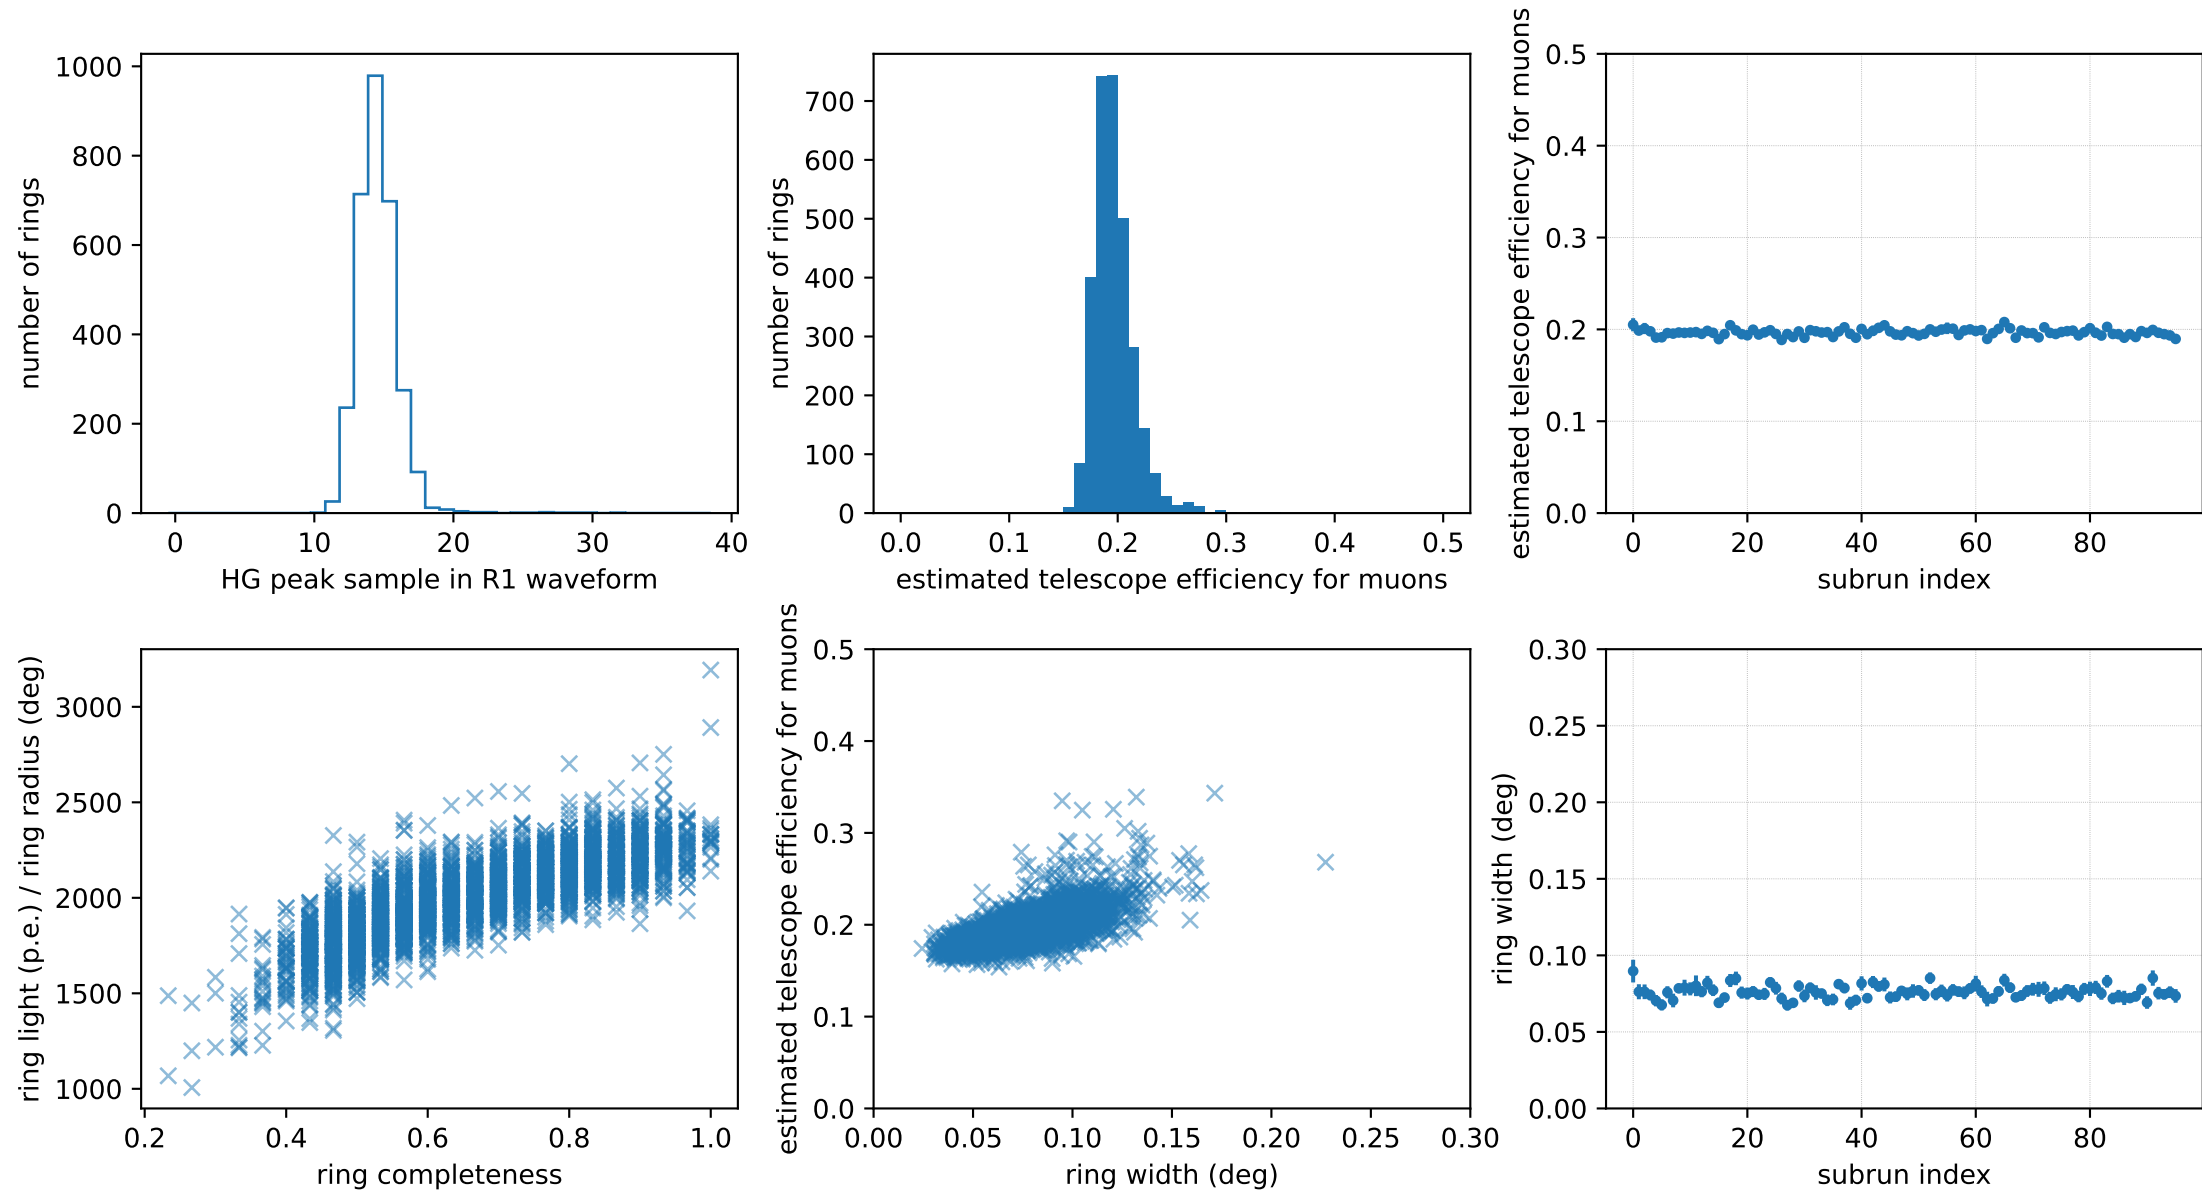 number of rings
1000
800
600
400
200
0
0 10 20 30 40
HG peak sample in R1 waveform
number of rings
700
600
500
400
300
200
100
0
0.0 0.1 0.2 0.3 0.4 0.5
estimated telescope efficiency for muons
estimated telescope efficiency for muons
0.5
0.4
0.3
0.2
0.1
0.0
0 20 40 60 80
subrun index
ring light (p.e.) / ring radius (deg)
3000
2500
2000
1500
1000
0.2 0.4 0.6 0.8 1.0
ring completeness
estimated telescope efficiency for muons
0.5
0.4
0.3
0.2
0.1
0.0
0.00 0.05 0.10 0.15 0.20 0.25 0.30
ring width (deg)
ring width (deg)
0.30
0.25
0.20
0.15
0.10
0.05
0.00
0 20 40 60 80
subrun index